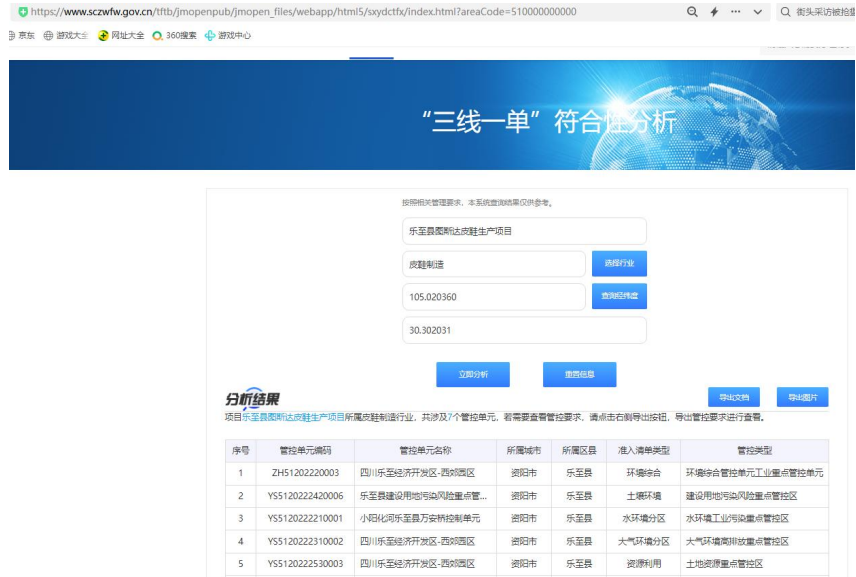 https://www.sczwfw.gov.cn/tftb/jmopenpub/jmopen_files/webapp/html5/sxydctfx/index.html?areaCode=510000000000
京东 游戏大全 网址大全 360搜索 游戏中心
“三线一单”符合性分析
按照相关管理要求，本系统查询结果仅供参考。
乐至县图斯达皮鞋生产项目
皮鞋制造 选择行业
105.020360 查询经纬度
30.302031
立即分析 重置信息
分析结果 导出文档 导出图片
项目乐至县图斯达皮鞋生产项目所属皮鞋制造行业，共涉及7个管控单元，若需要查看管控要求，请点击右侧导出按钮，导出管控要求进行查看。
序号 管控单元编码 管控单元名称 所属城市 所属区县 准入清单类型 管控类型
1 ZH51202220003 四川乐至经济开发区-西郊园区 资阳市 乐至县 环境综合 环境综合管控单元工业重点管控单元
2 YS5120222420006 乐至县建设用地污染风险重点管... 资阳市 乐至县 土壤环境 建设用地污染风险重点管控区
3 YS5120222210001 小阳化河乐至县万安桥控制单元 资阳市 乐至县 水环境分区 水环境工业污染重点管控区
4 YS5120222310002 四川乐至经济开发区-西郊园区 资阳市 乐至县 大气环境分区 大气环境高排放重点管控区
5 YS5120222530003 四川乐至经济开发区-西郊园区 资阳市 乐至县 资源利用 土地资源重点管控区